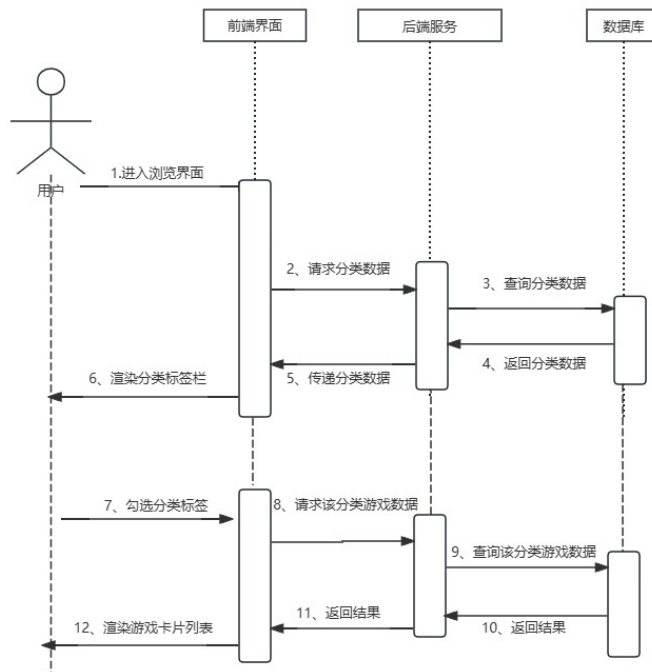 前端界面
后端服务
数据库
用户
1.进入浏览界面
2、请求分类数据
3、查询分类数据
4、返回分类数据
5、传递分类数据
6、渲染分类标签栏
7、勾选分类标签
8、请求该分类游戏数据
9、查询该分类游戏数据
10、返回结果
11、返回结果
12、渲染游戏卡片列表